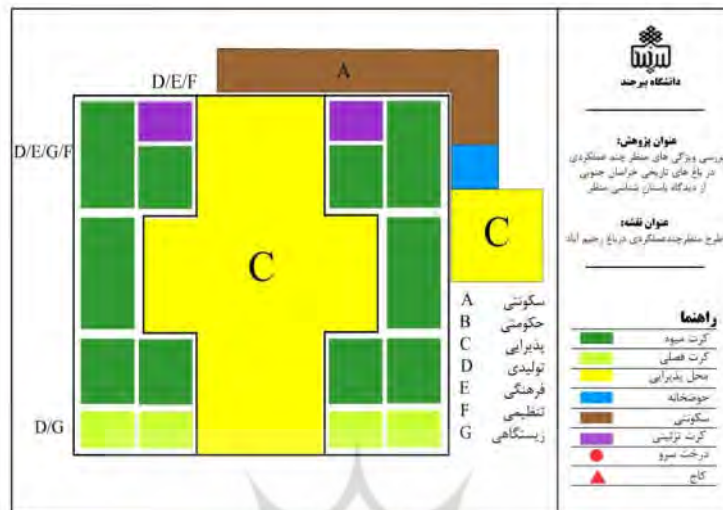 بیرجند
دانشگاه بیرجند
عنوان پژوهش:
بررسی ویژگی های منظر چند عملکردی
در باغ های تاریخی خراسان جنوبی
از دیدگاه باستان شناسی منظر
عنوان نقشه:
طرح منظرچندعملکردی درباغ رحیم آباد
راهنما
کرت میوه
کرت فصلی
محل پذیرایی
حوضخانه
سکونتی
کرت تزئینی
درخت سرو
کاج
A
D/E/F
D/E/G/F
C
C
D/G
A سکونتی
B حکومتی
C پذیرایی
D تولیدی
E فرهنگی
F تنظیمی
G زیستگاهی